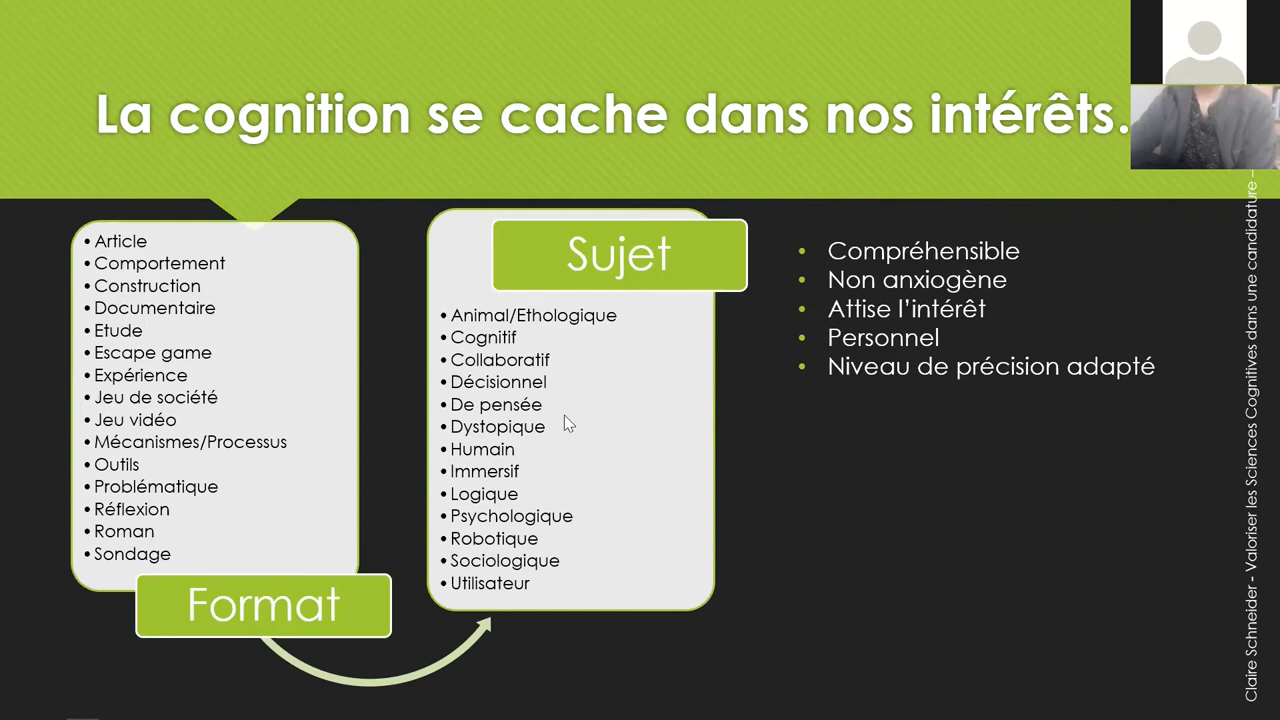 La cognition se cache dans nos intérêts.
• Article
• Comportement
• Construction
• Documentaire
• Etude
• Escape game
• Expérience
• Jeu de société
• Jeu vidéo
• Mécanismes/Processus
• Outils
• Problématique
• Réflexion
• Roman
• Sondage
Format
Sujet
• Animal/Ethologique
• Cognitif
• Collaboratif
• Décisionnel
• De pensée
• Dystopique
• Humain
• Immersif
• Logique
• Psychologique
• Robotique
• Sociologique
• Utilisateur
• Compréhensible
• Non anxiogène
• Attise l’intérêt
• Personnel
• Niveau de précision adapté
Claire Schneider - Valoriser les Sciences Cognitives dans une candidature –